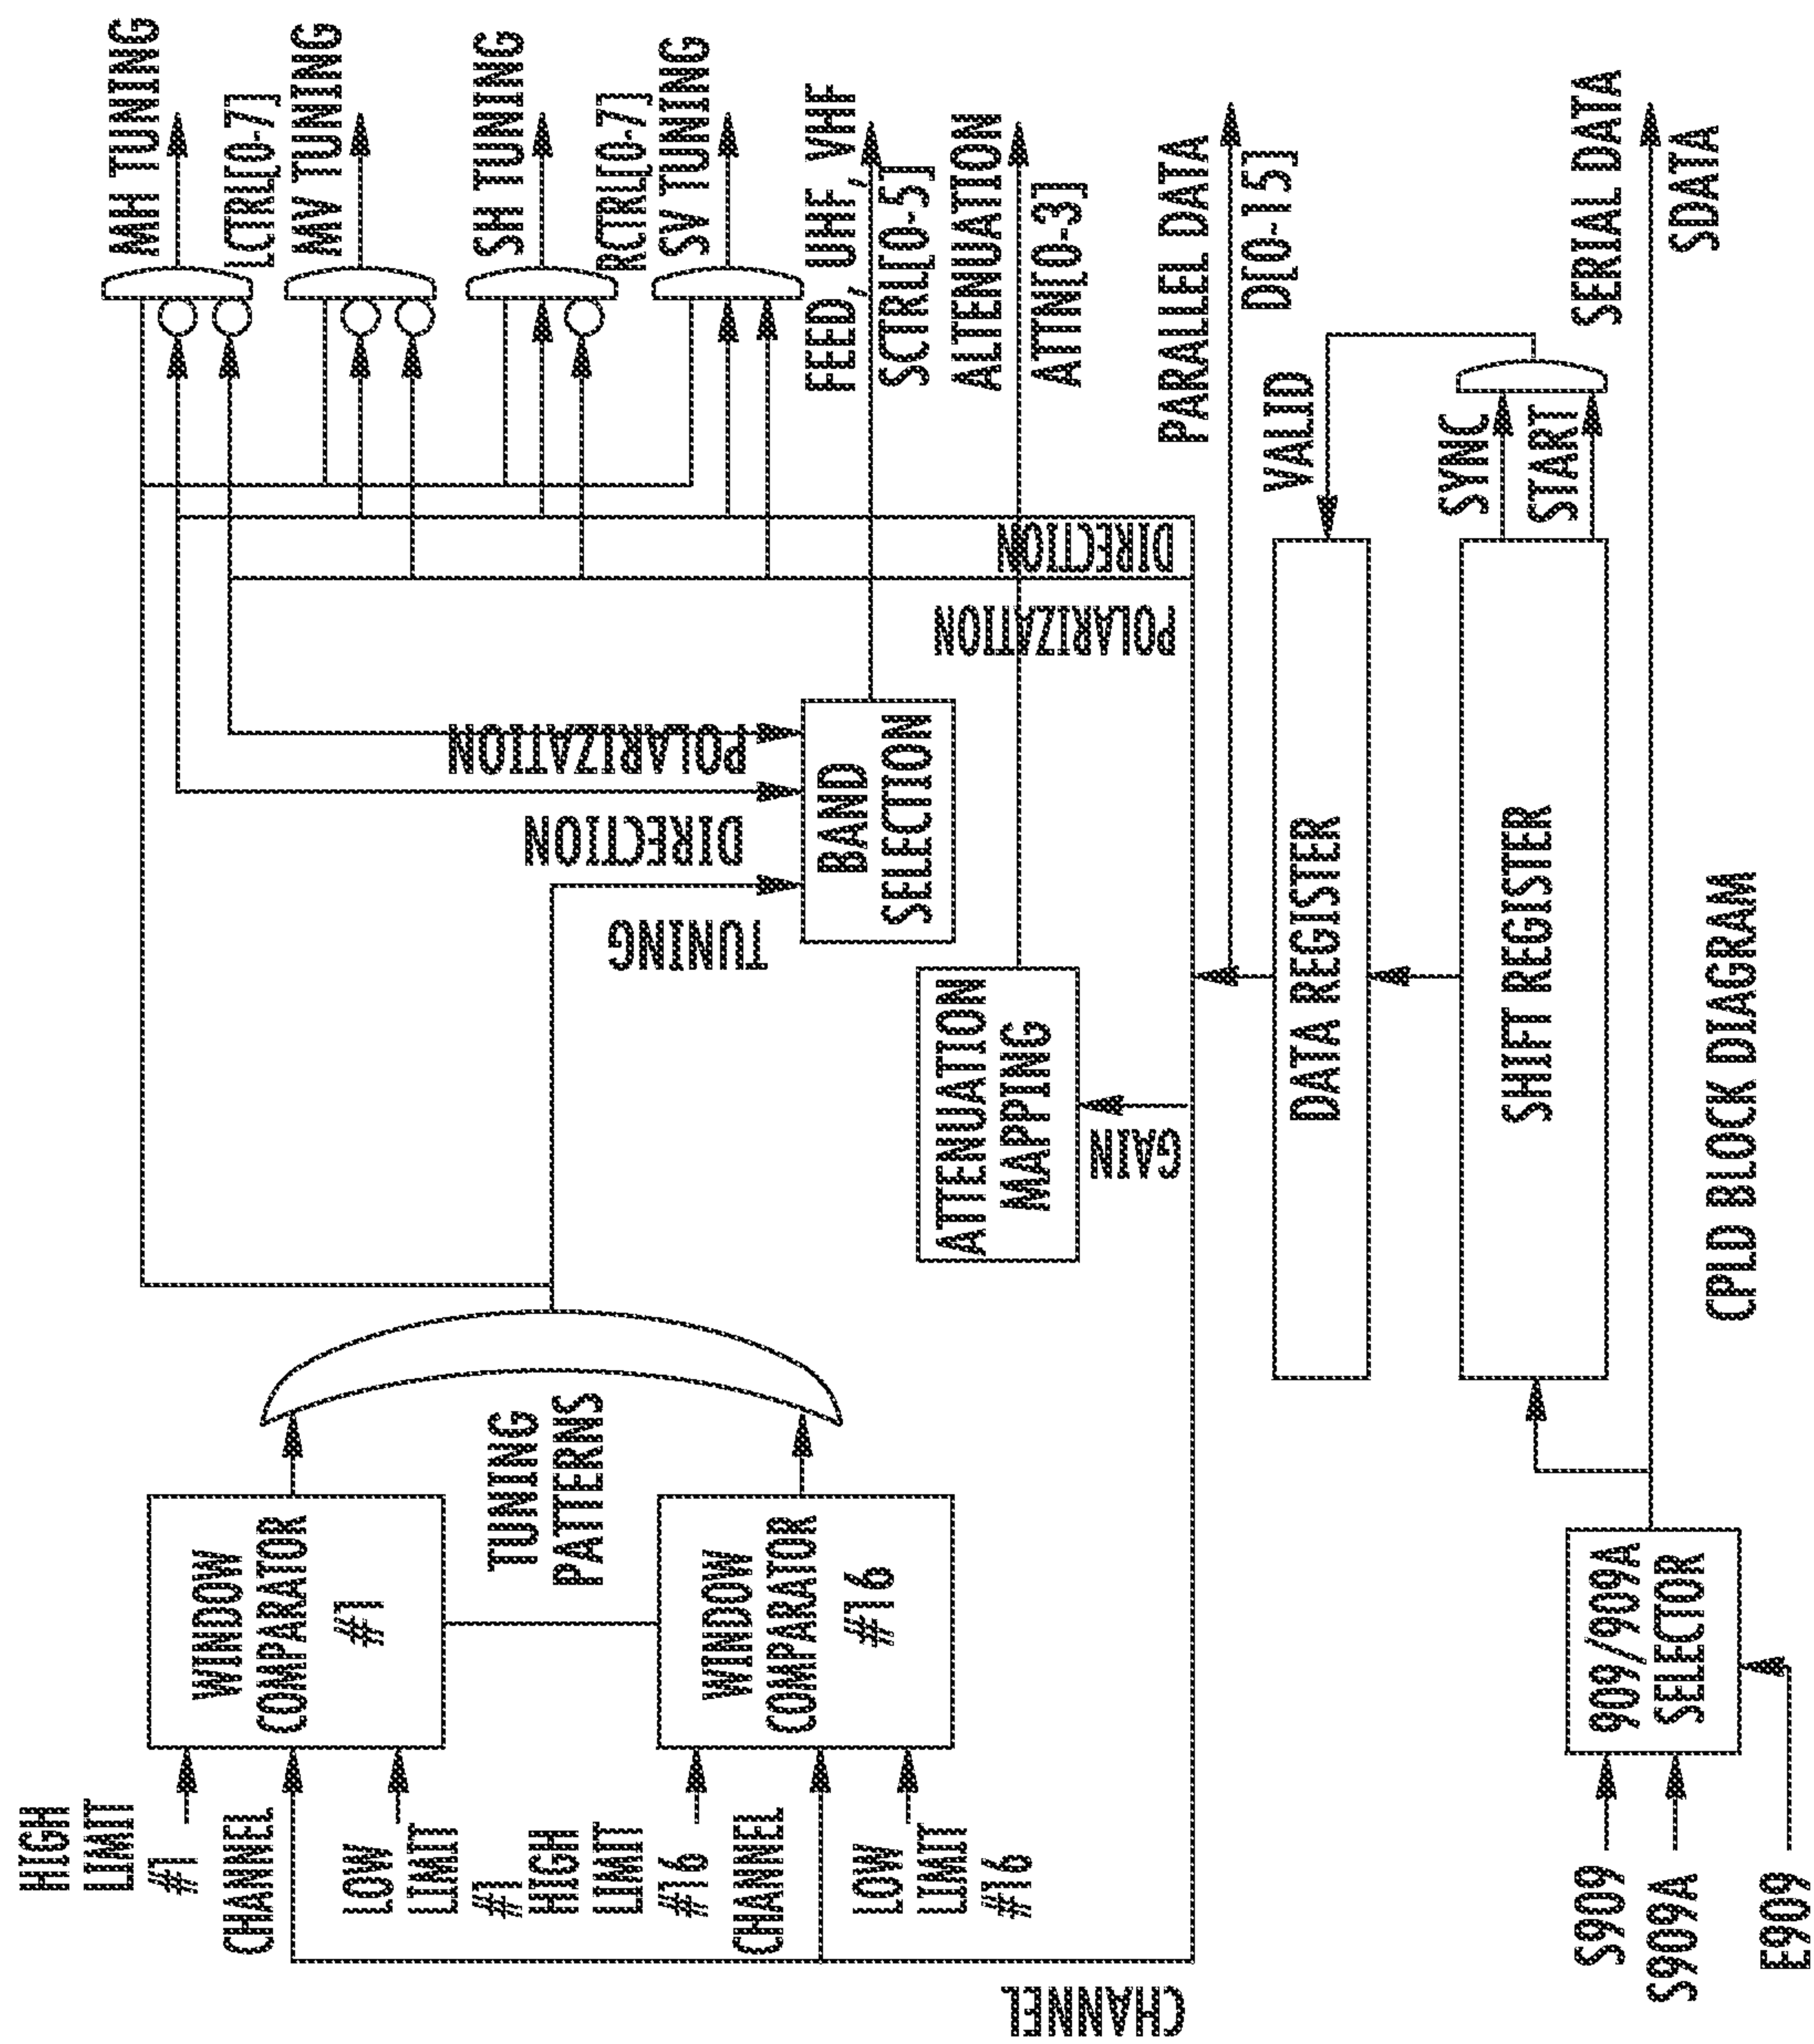 HIGH
LIMIT
#1
CHANNEL
LOW
LIMIT
#1
HIGH
LIMIT
#16
CHANNEL
LOW
LIMIT
#16
CHANNEL
WINDOW
COMPARATOR
#1
WINDOW
COMPARATOR
#16
TUNING
PATTERNS
ATTENUATION
MAPPING
GAIN
TUNING
DIRECTION
POLARIZATION
BAND
SELECTION
POLARIZATION
DIRECTION
MH TUNING
LCTRL[0-7]
MV TUNING
SH TUNING
RCTRL[0-7]
SV TUNING
FEED, UHF, VHF
SCTRL[0-5]
ALTENUATION
ATTN[0-3]
PARALLEL DATA
D[0-15]
VALID
SYNC
START
SERIAL DATA
SDATA
DATA REGISTER
SHIFT REGISTER
S909
S909A
E909
909/909A
SELECTOR
CPLD BLOCK DIAGRAM